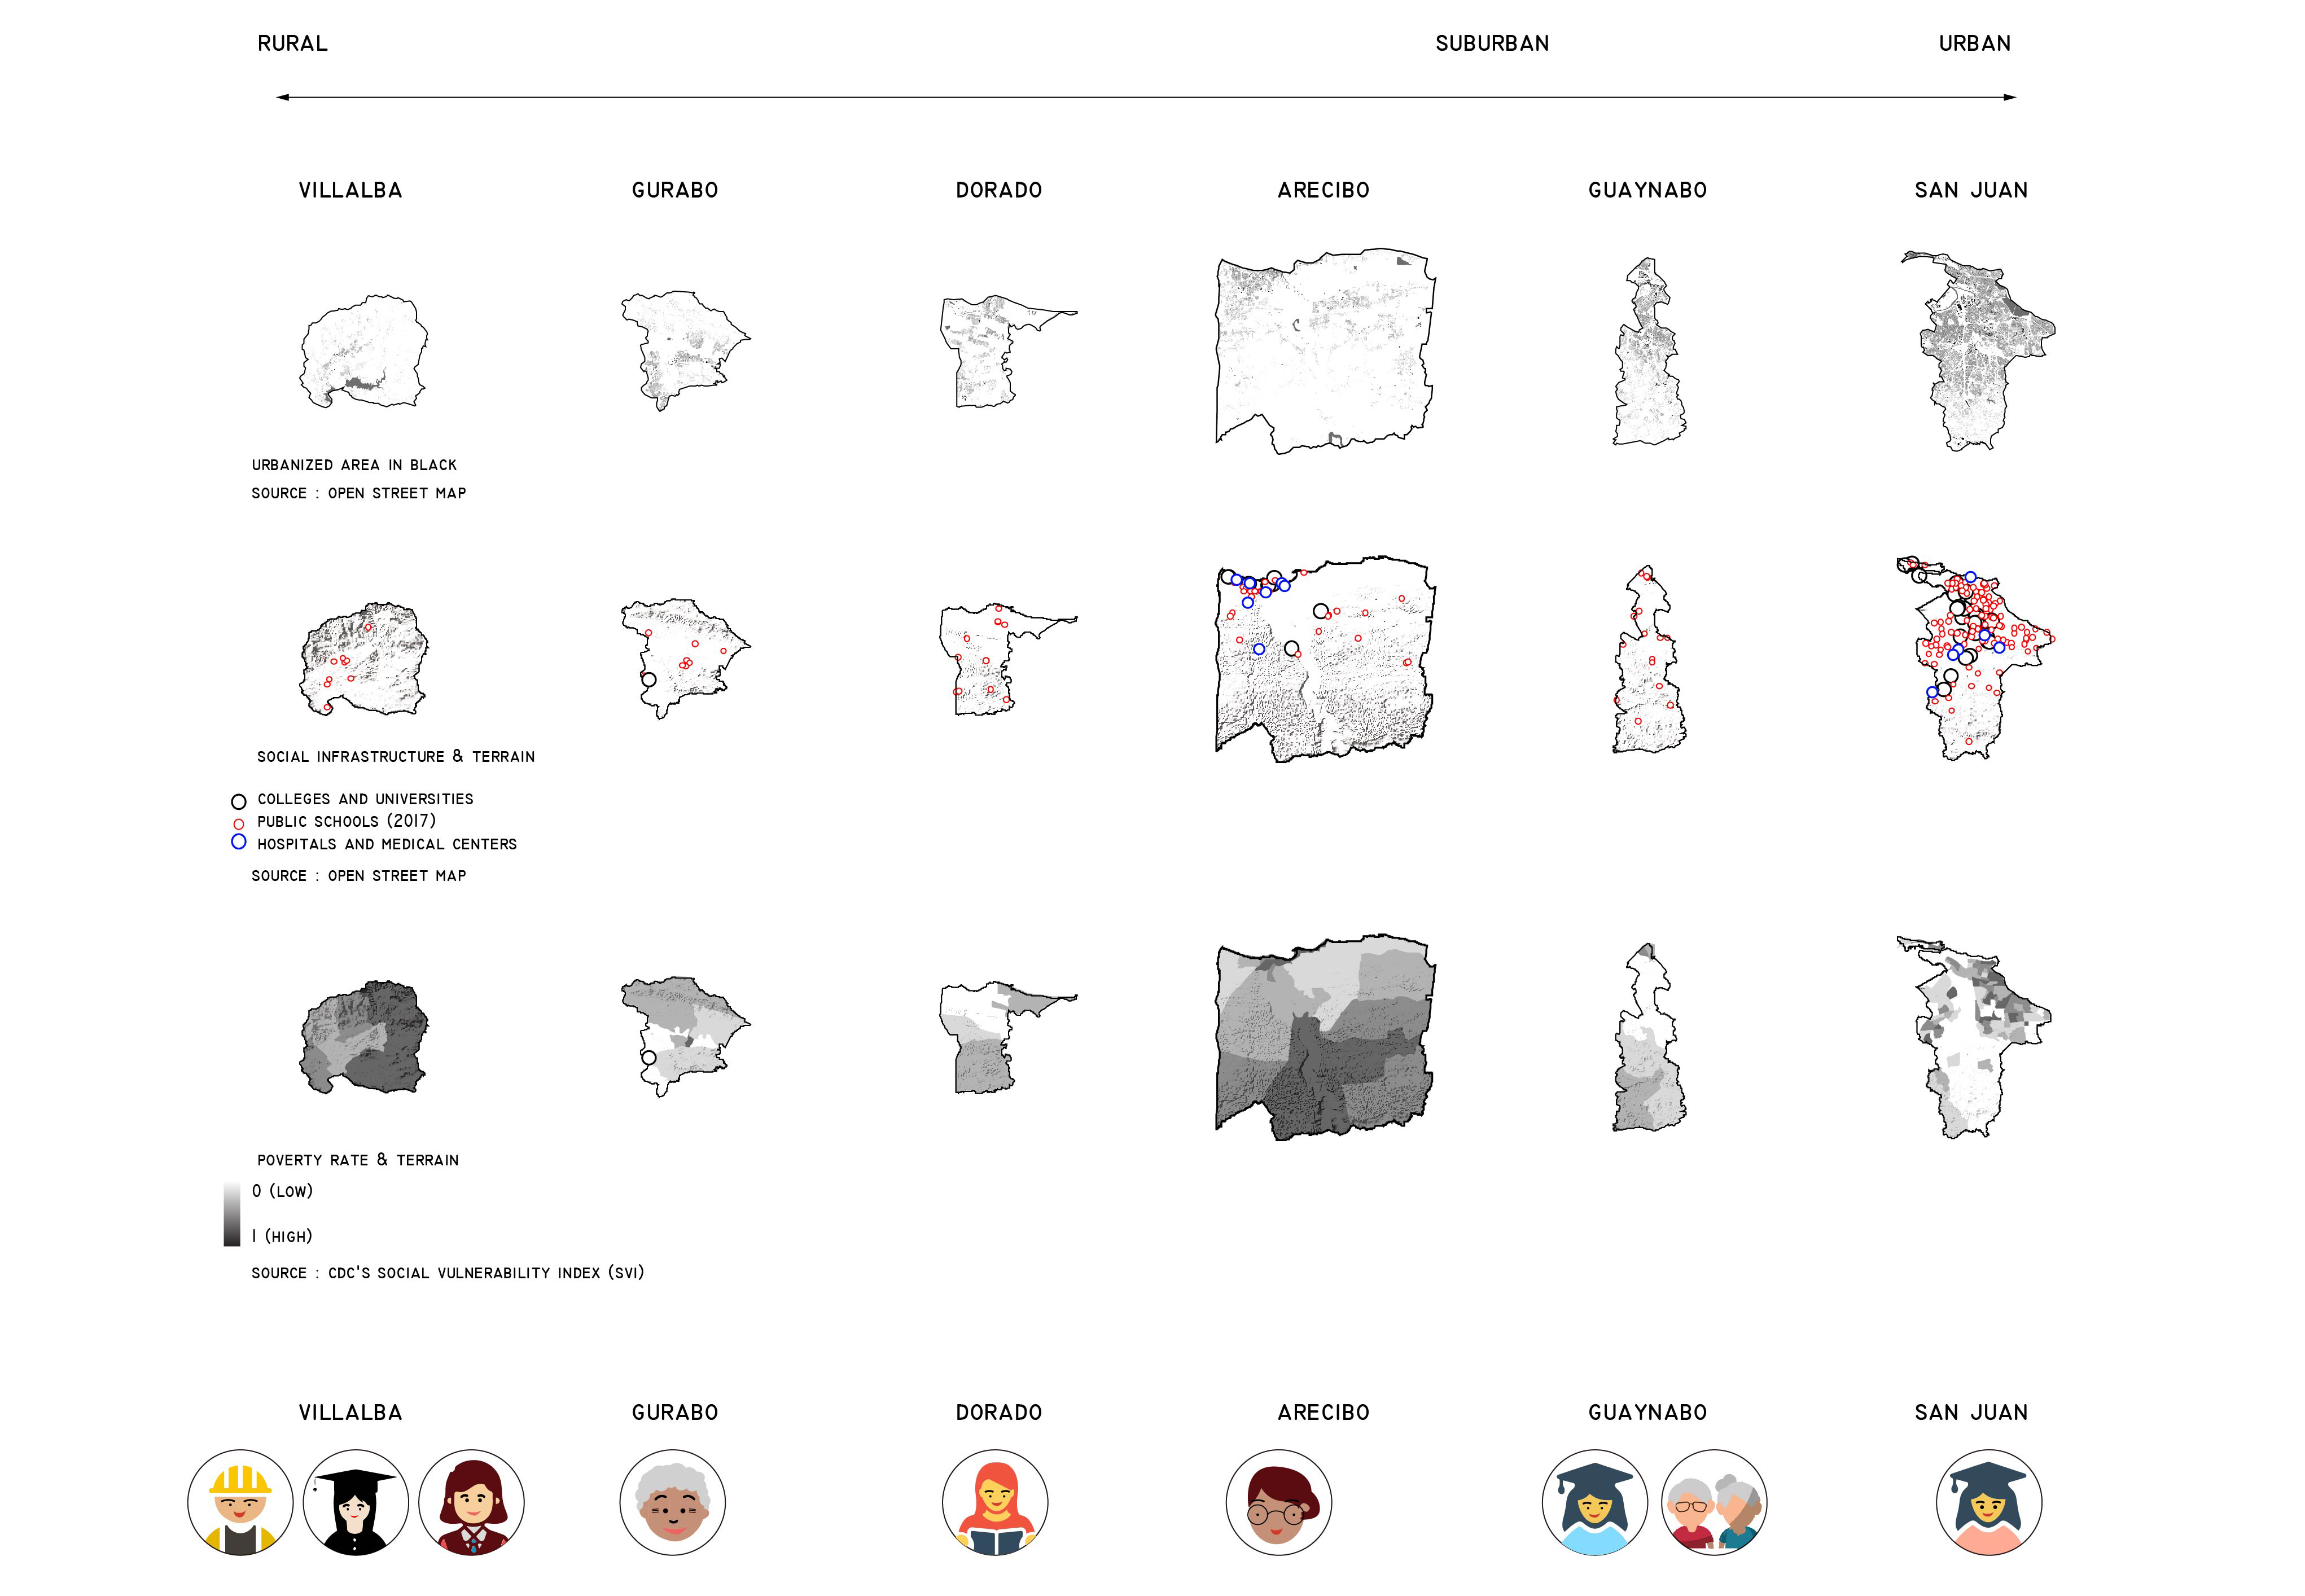 RURAL SUBURBAN URBAN
VILLALBA GURABO DORADO ARECIBO GUAYNABO SAN JUAN
URBANIZED AREA IN BLACK
SOURCE : OPEN STREET MAP
SOCIAL INFRASTRUCTURE & TERRAIN
COLLEGES AND UNIVERSITIES
PUBLIC SCHOOLS (2017)
HOSPITALS AND MEDICAL CENTERS
SOURCE : OPEN STREET MAP
POVERTY RATE & TERRAIN
0 (LOW)
1 (HIGH)
SOURCE : CDC'S SOCIAL VULNERABILITY INDEX (SVI)
VILLALBA GURABO DORADO ARECIBO GUAYNABO SAN JUAN